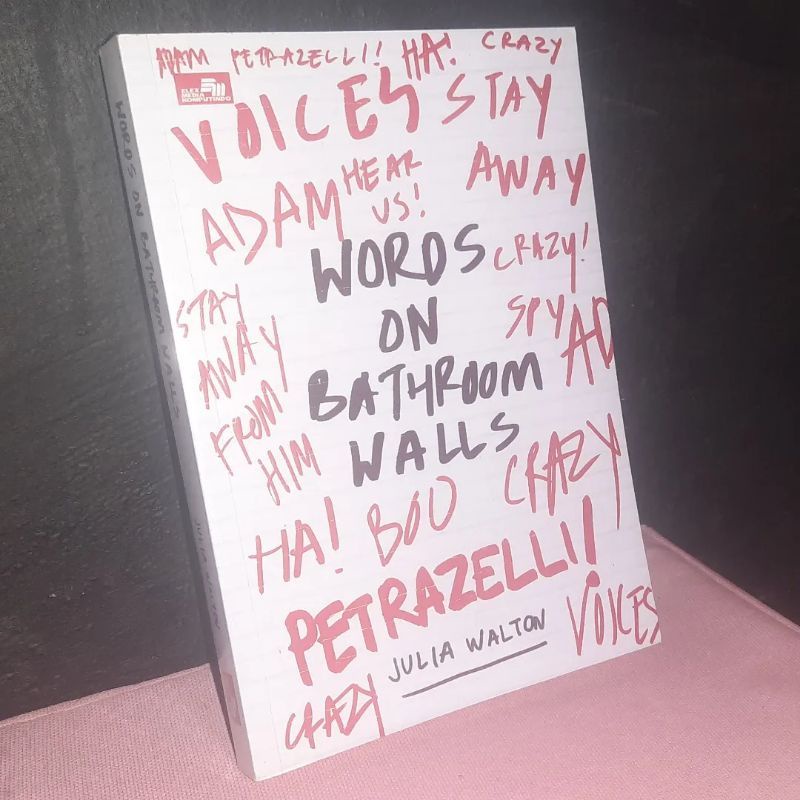 ADAM PETRAZELLI! HA! CRAZY
ELEX MEDIA KOMPUTINDO
VOICES STAY
AWAY
ADAM HEAR
US!
WORDS
ON
BATHROOM
WALLS
CRAZY!
SPY AD
STAY
AWAY
FROM
HIM
CRAZY
HA! BOO
PETRAZELLI!
JULIA WALTON
VOICES
CRAZY
WORDS ON BATHROOM WALLS
JULIA WALTON